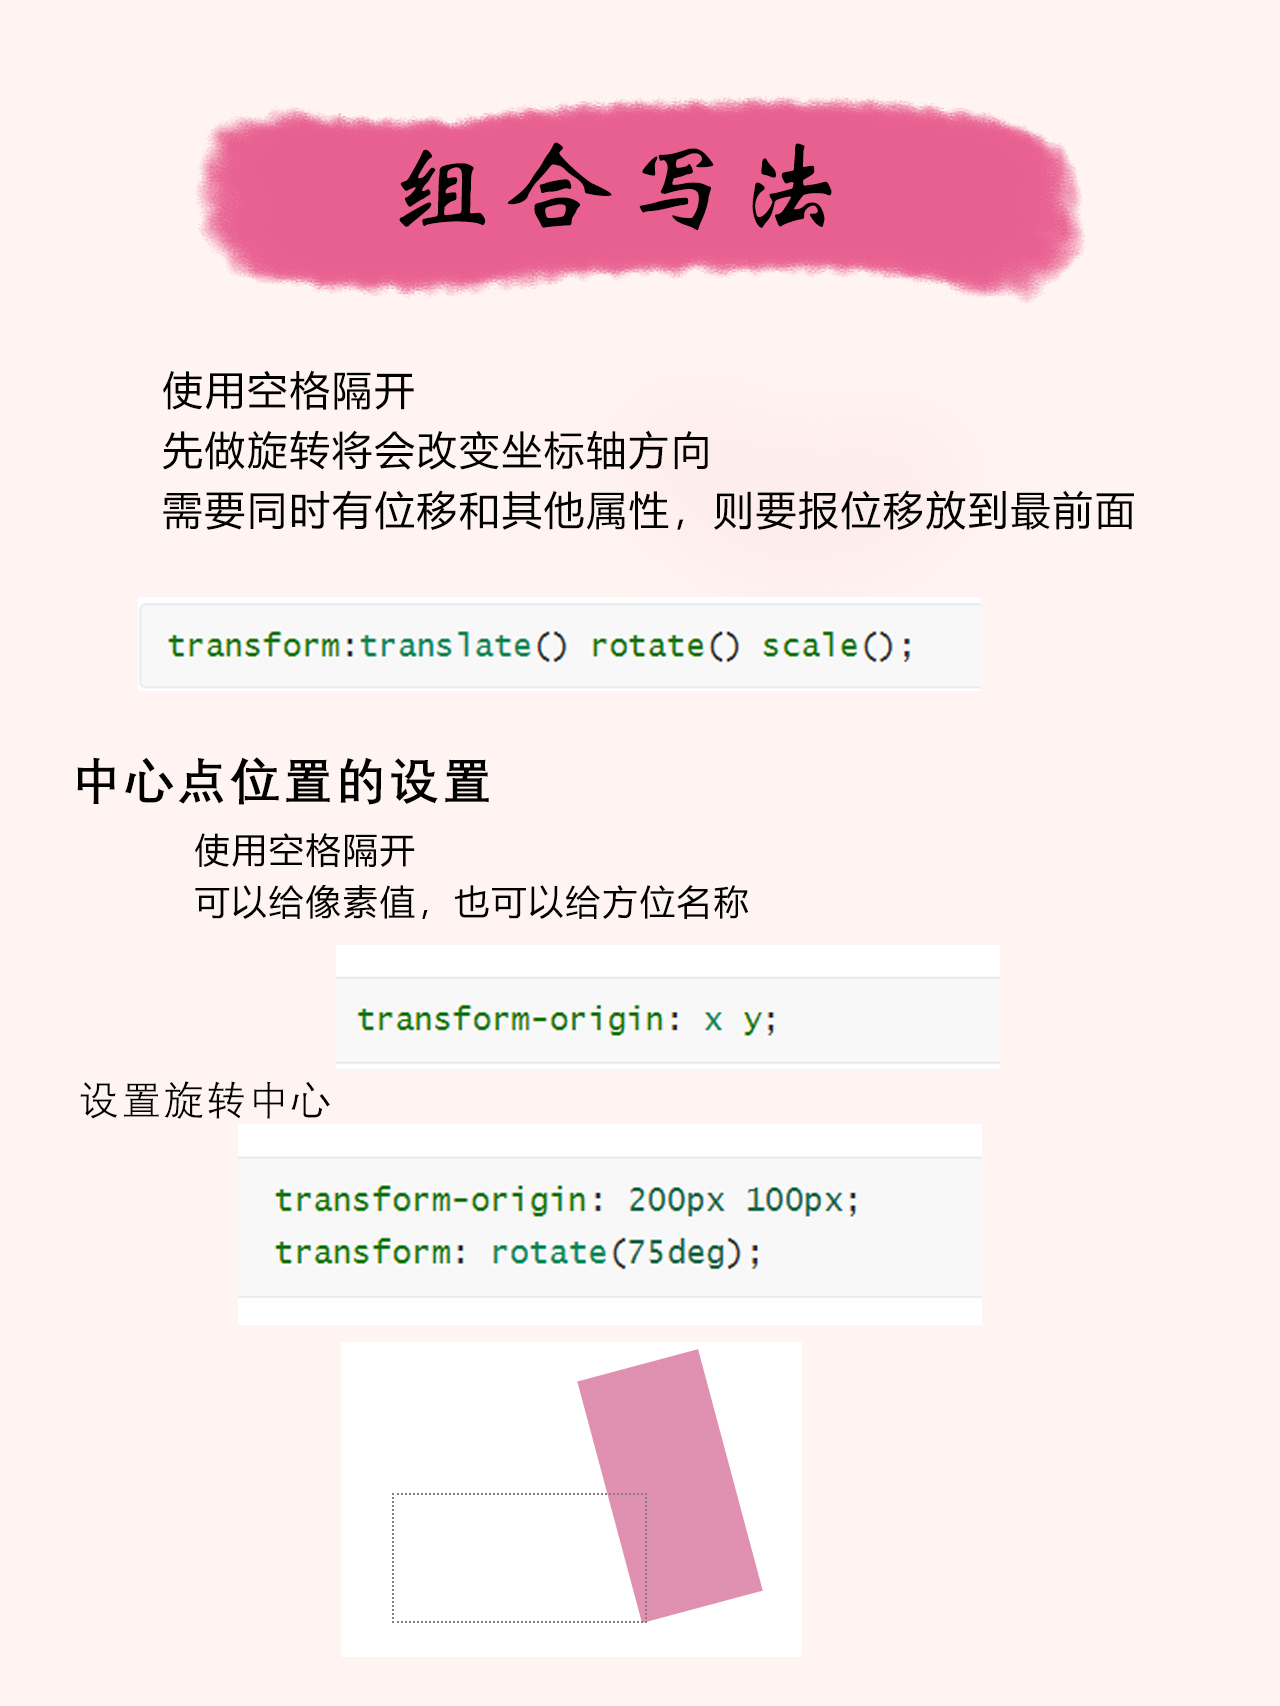 组合写法
使用空格隔开
先做旋转将会改变坐标轴方向
需要同时有位移和其他属性，则要报位移放到最前面
transform:translate() rotate() scale();
中心点位置的设置
使用空格隔开
可以给像素值，也可以给方位名称
transform-origin: x y;
设置旋转中心
transform-origin: 200px 100px;
transform: rotate(75deg);